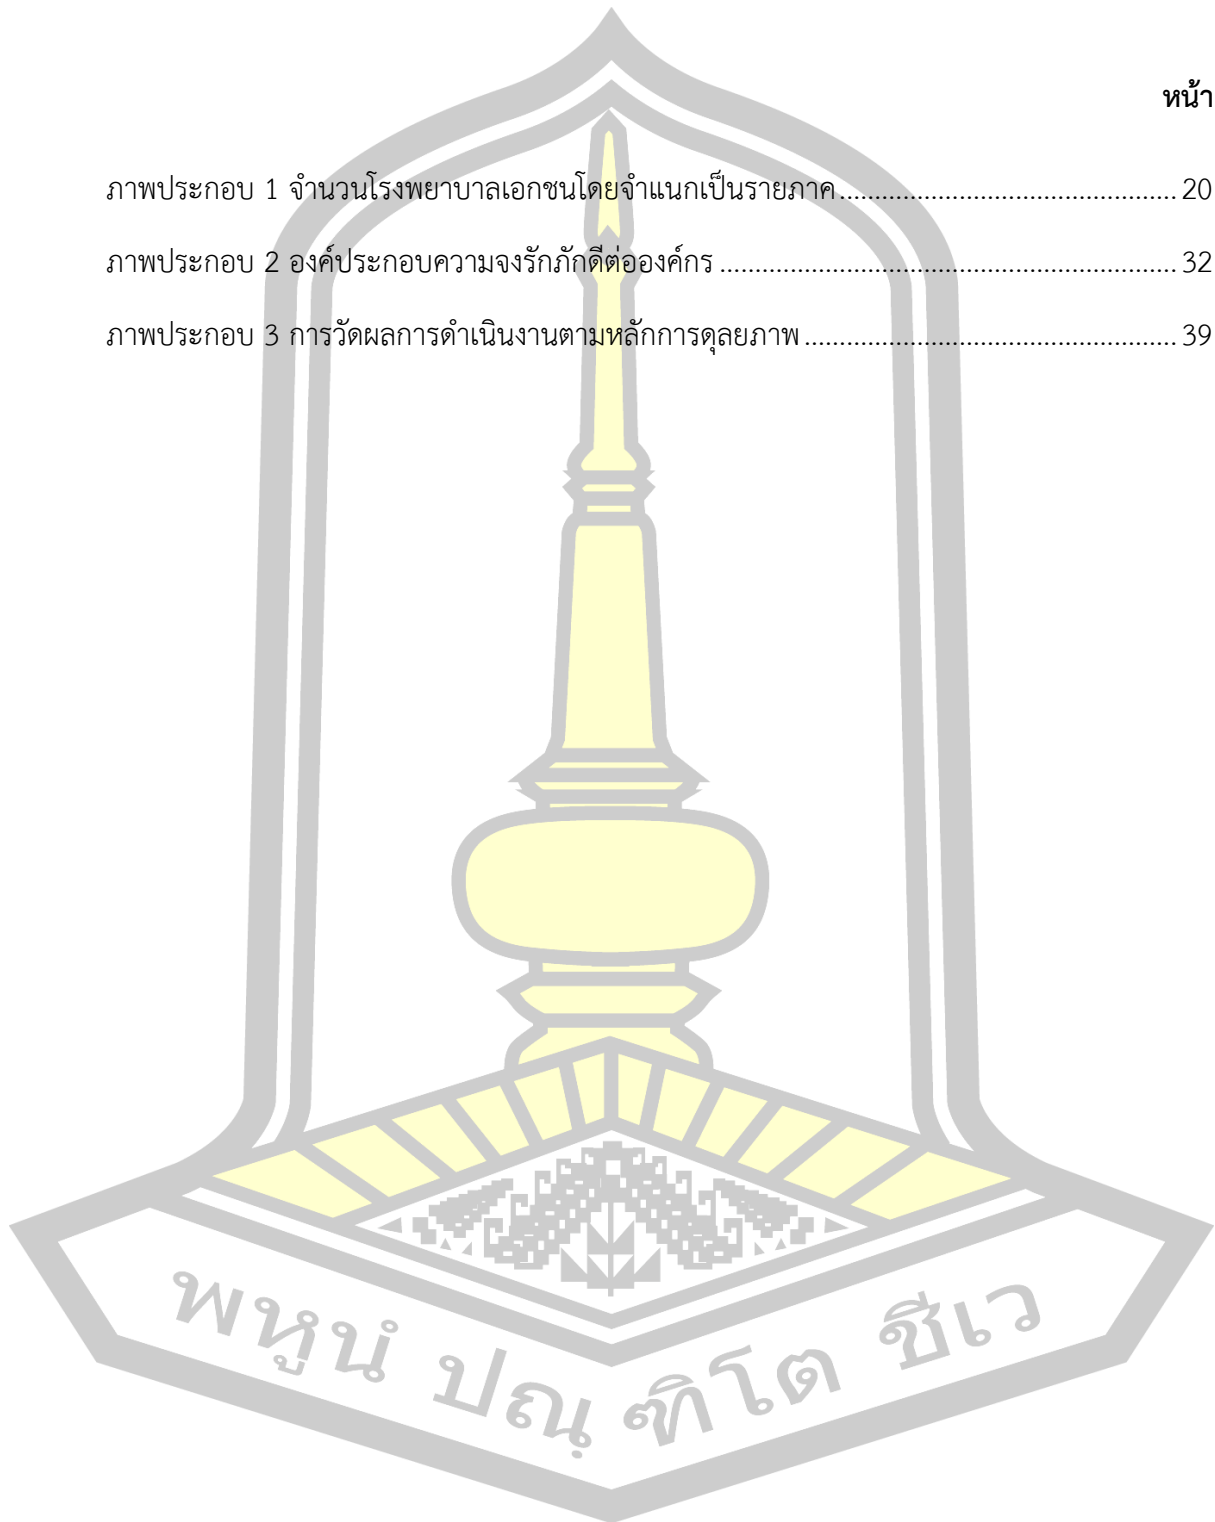 หน้า
ภาพประกอบ 1 จำนวนโรงพยาบาลเอกชนโดยจำแนกเป็นรายภาค............................................. 20
ภาพประกอบ 2 องค์ประกอบความจงรักภักดีต่อองค์กร............................................................. 32
ภาพประกอบ 3 การวัดผลการดำเนินงานตามหลักการดุลยภาพ.................................................. 39
พหูนํ ปณฺ ฑิโต ชีเว